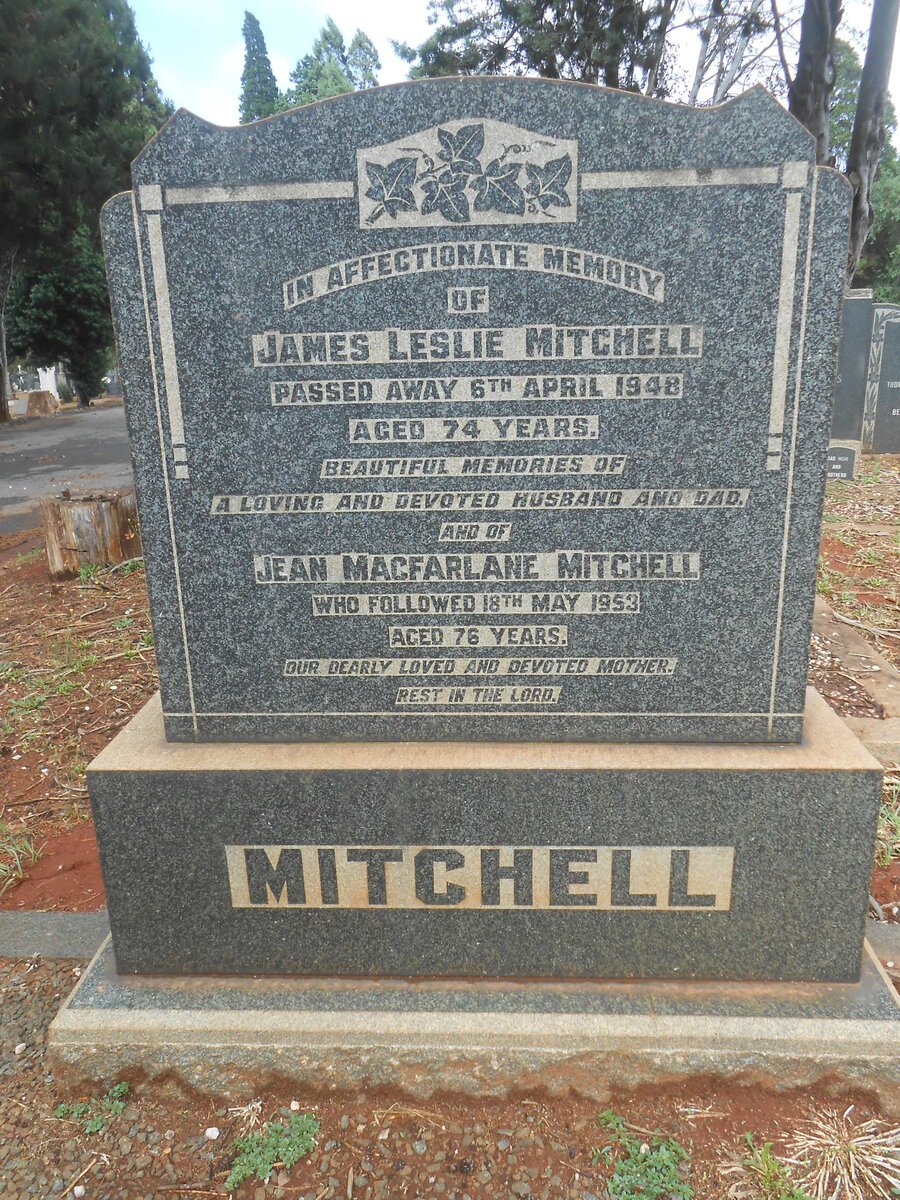 IN AFFECTIONATE MEMORY
OF
JAMES LESLIE MITCHELL
PASSED AWAY 6TH APRIL 1948
AGED 74 YEARS.
BEAUTIFUL MEMORIES OF
A LOVING AND DEVOTED HUSBAND AND DAD.
AND OF
JEAN MACFARLANE MITCHELL
WHO FOLLOWED 18TH MAY 1953
AGED 76 YEARS.
OUR DEARLY LOVED AND DEVOTED MOTHER.
REST IN THE LORD.
MITCHELL